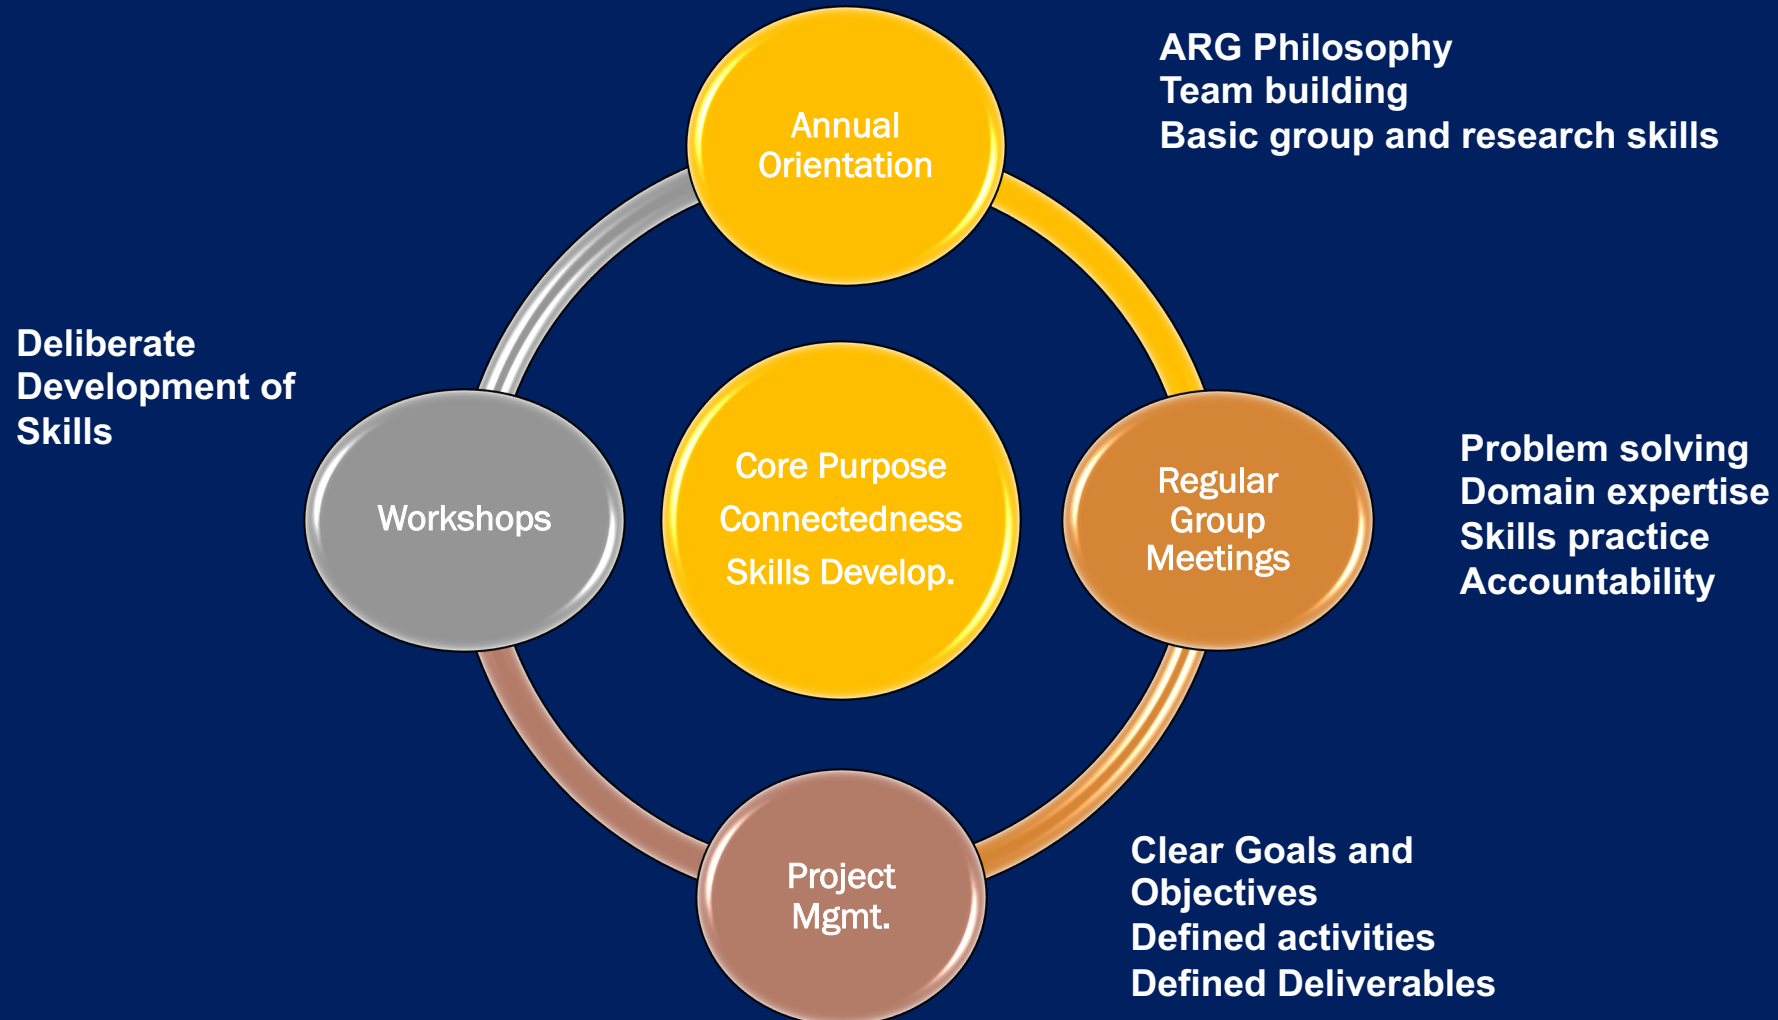 Annual
Orientation
ARG Philosophy
Team building
Basic group and research skills
Deliberate
Development of
Skills
Workshops
Core Purpose
Connectedness
Skills Develop.
Regular
Group
Meetings
Problem solving
Domain expertise
Skills practice
Accountability
Project
Mgmt.
Clear Goals and
Objectives
Defined activities
Defined Deliverables